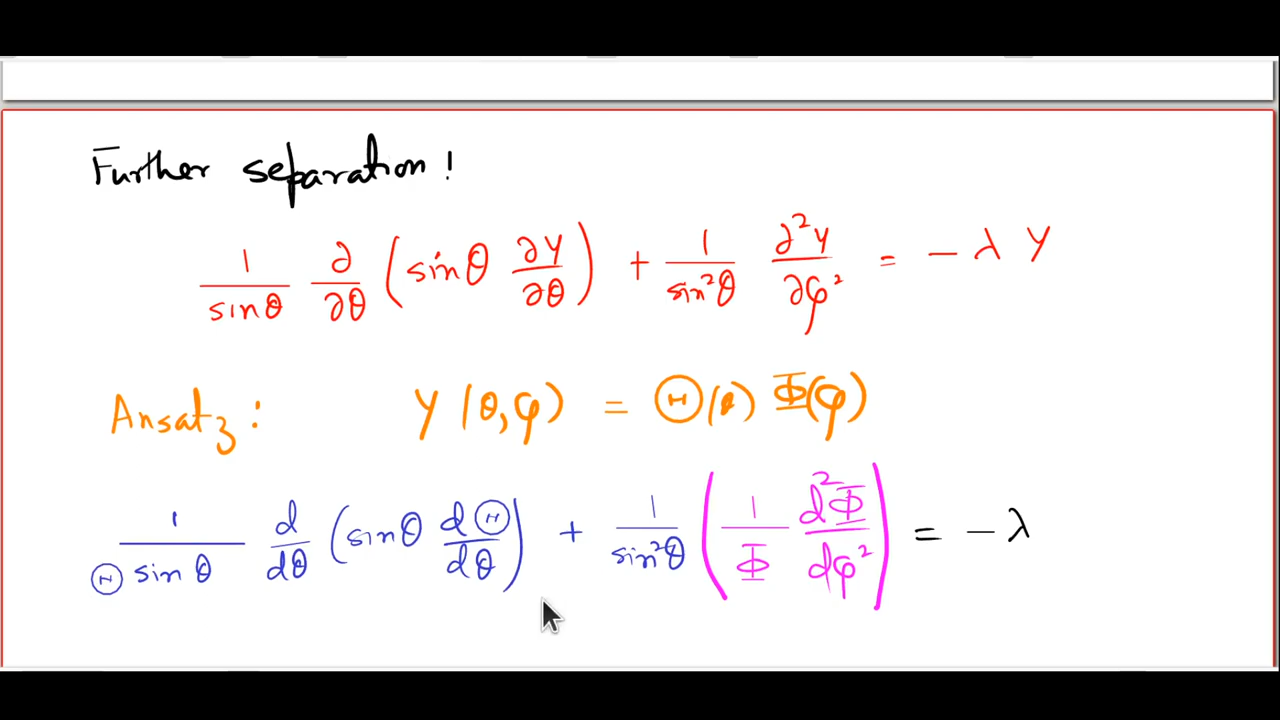 Further separation!
1/sinθ ∂/∂θ (sinθ ∂Y/∂θ) + 1/sin²θ ∂²Y/∂φ² = -λ Y
Ansatz: Y(θ,φ) = Θ(θ) Φ(φ)
1/(Θ sinθ) d/dθ (sinθ dΘ/dθ) + 1/sin²θ (1/Φ d²Φ/dφ²) = -λ